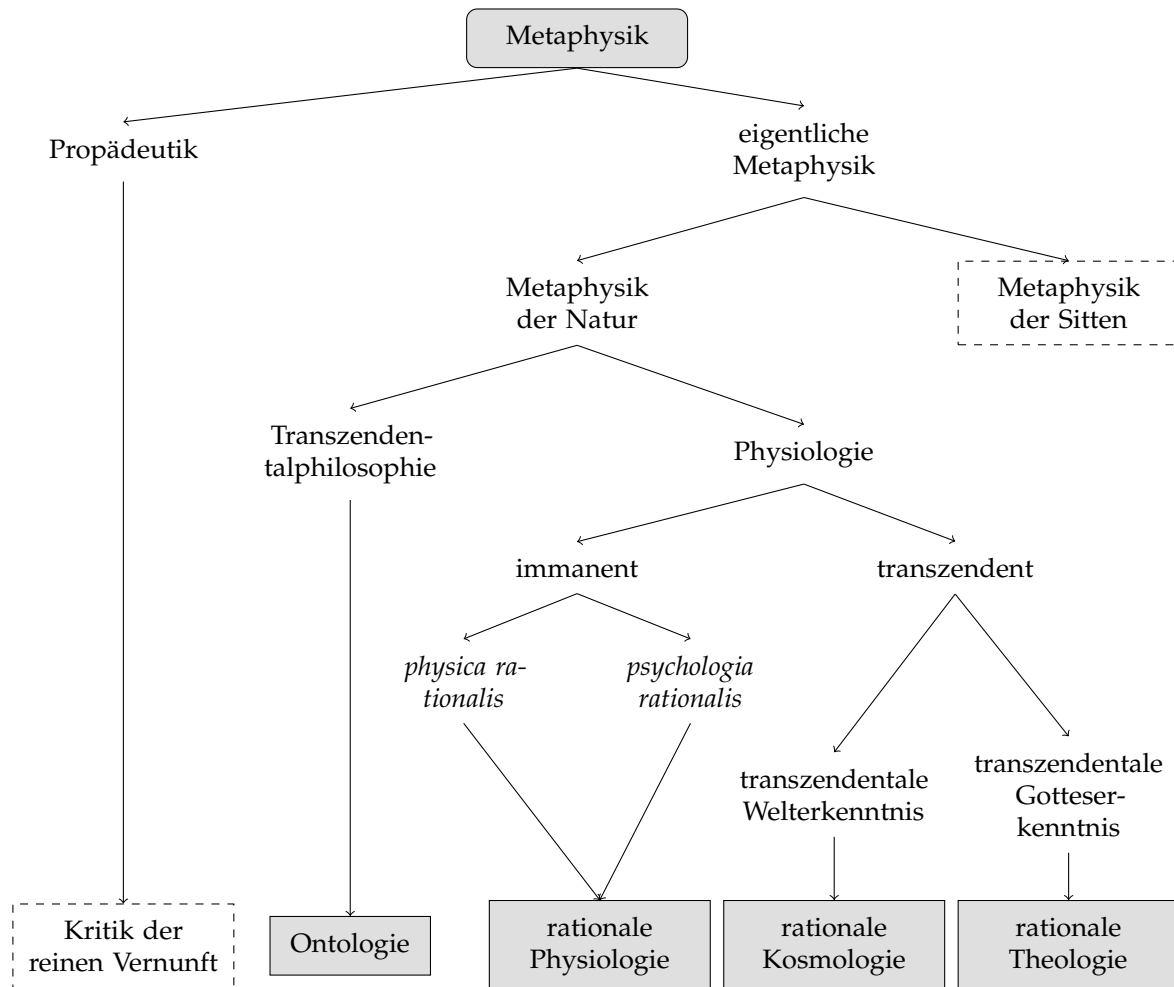 Metaphysik
Propädeutik
eigentliche
Metaphysik
Metaphysik
der Natur
Metaphysik
der Sitten
Transzenden-
talphilosophie
Physiologie
immanent
transzendent
physica ra-
tionalis
psychologia
rationalis
transzendentale
Welterkenntnis
transzendentale
Gotteser-
kenntnis
Kritik der
reinen Vernunft
Ontologie
rationale
Physiologie
rationale
Kosmologie
rationale
Theologie